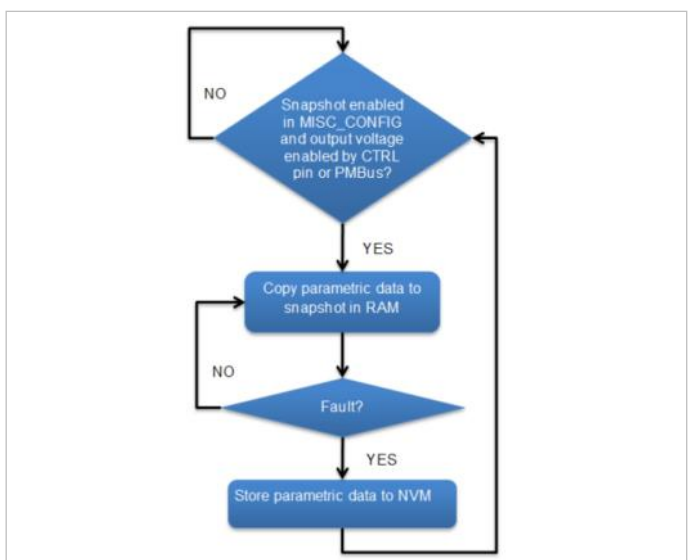 NO
Snapshot enabled
in MISC_CONFIG
and output voltage
enabled by CTRL
pin or PMBus?
YES
Copy parametric data to
snapshot in RAM
NO
Fault?
YES
Store parametric data to NVM